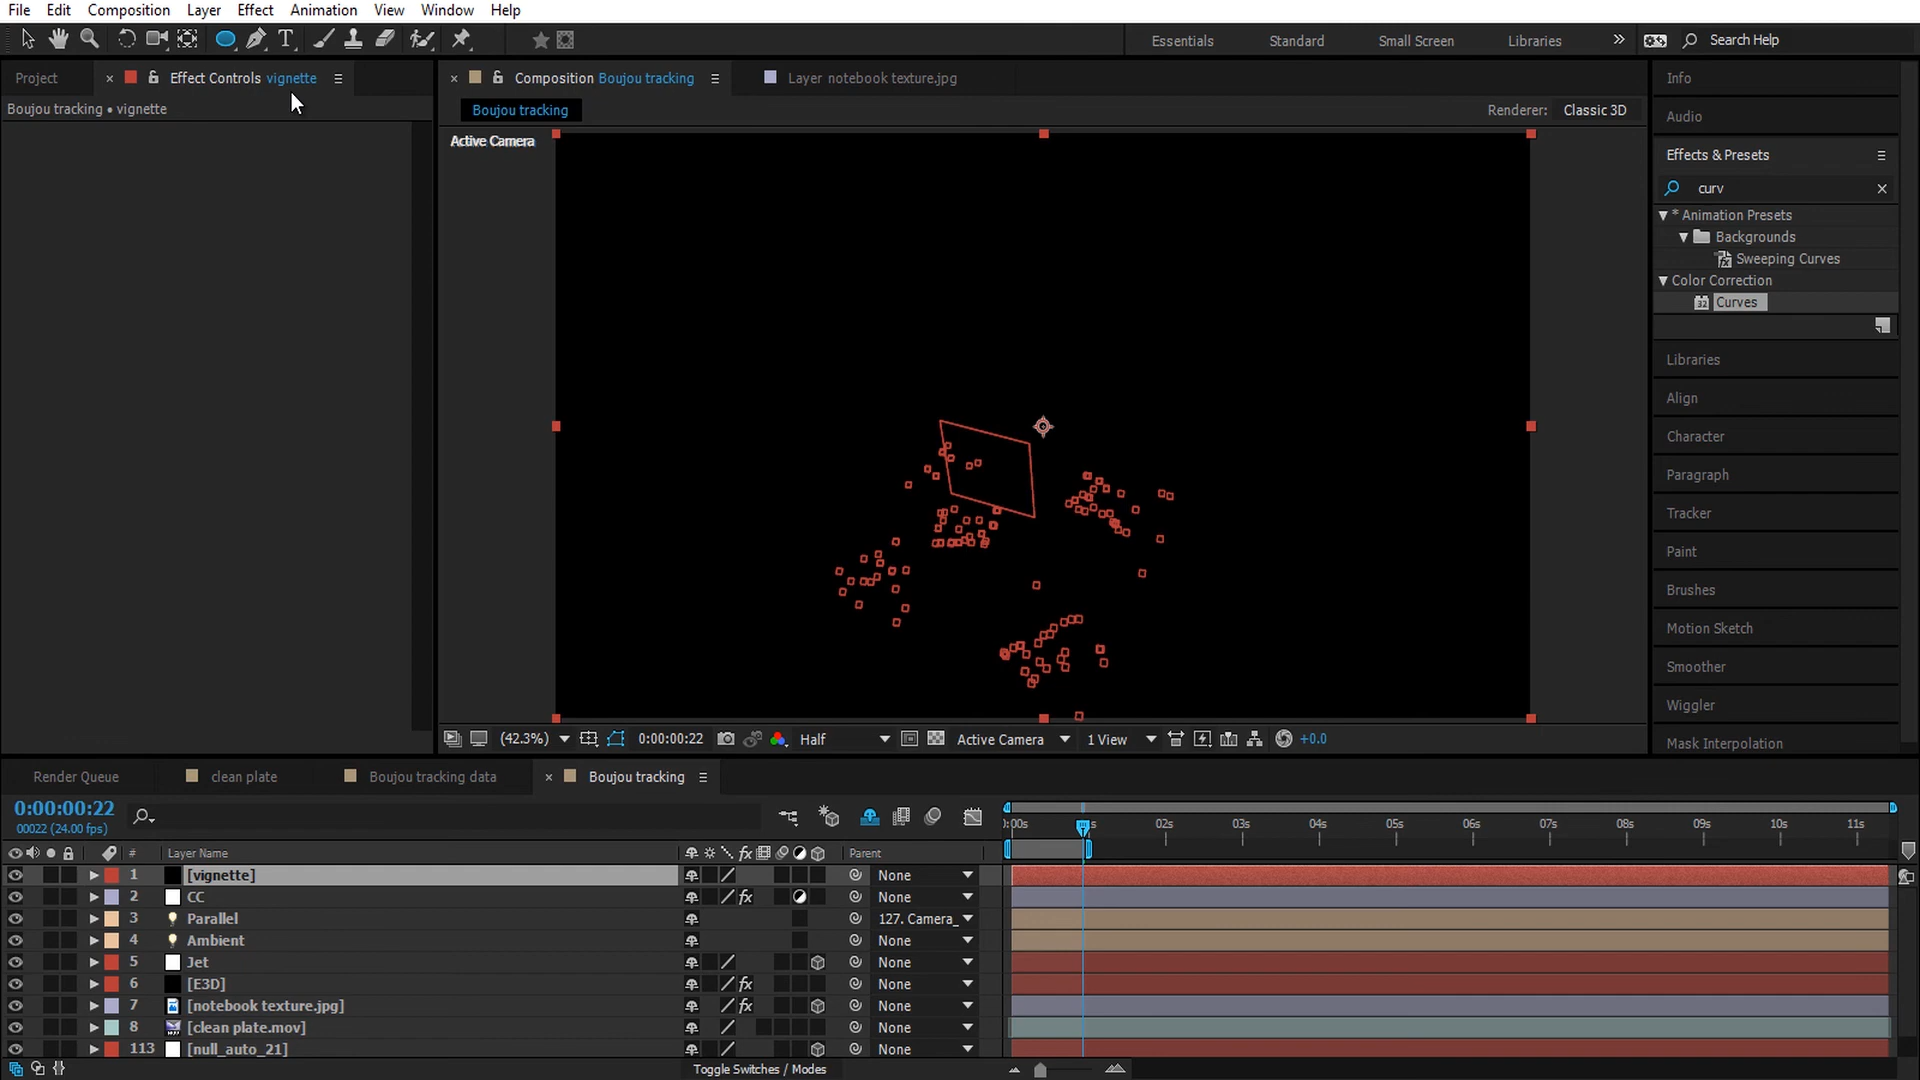 File Edit Composition Layer Effect Animation View Window Help
Essentials Standard Small Screen Libraries Search Help
Project Effect Controls vignette
Composition Boujou tracking Layer notebook texture.jpg
Info
Boujou tracking • vignette
Boujou tracking
Renderer: Classic 3D
Audio
Active Camera
Effects & Presets
curv
* Animation Presets
Backgrounds
Sweeping Curves
Color Correction
Curves
Libraries
Align
Character
Paragraph
Tracker
Paint
Brushes
Motion Sketch
Smoother
Wiggler
Mask Interpolation
(42.3%) 0:00:00:22 Half Active Camera 1 View +0.0
Render Queue clean plate Boujou tracking data Boujou tracking
0:00:00:22
00022 (24.00 fps)
):00s s 02s 03s 04s 05s 06s 07s 08s 09s 10s 11s
# Layer Name fx Parent
1 [vignette] None
2 CC fx None
3 Parallel 127. Camera_
4 Ambient None
5 Jet None
6 [E3D] fx None
7 [notebook texture.jpg] fx None
8 [clean plate.mov] None
113 [null_auto_21] None
Toggle Switches / Modes